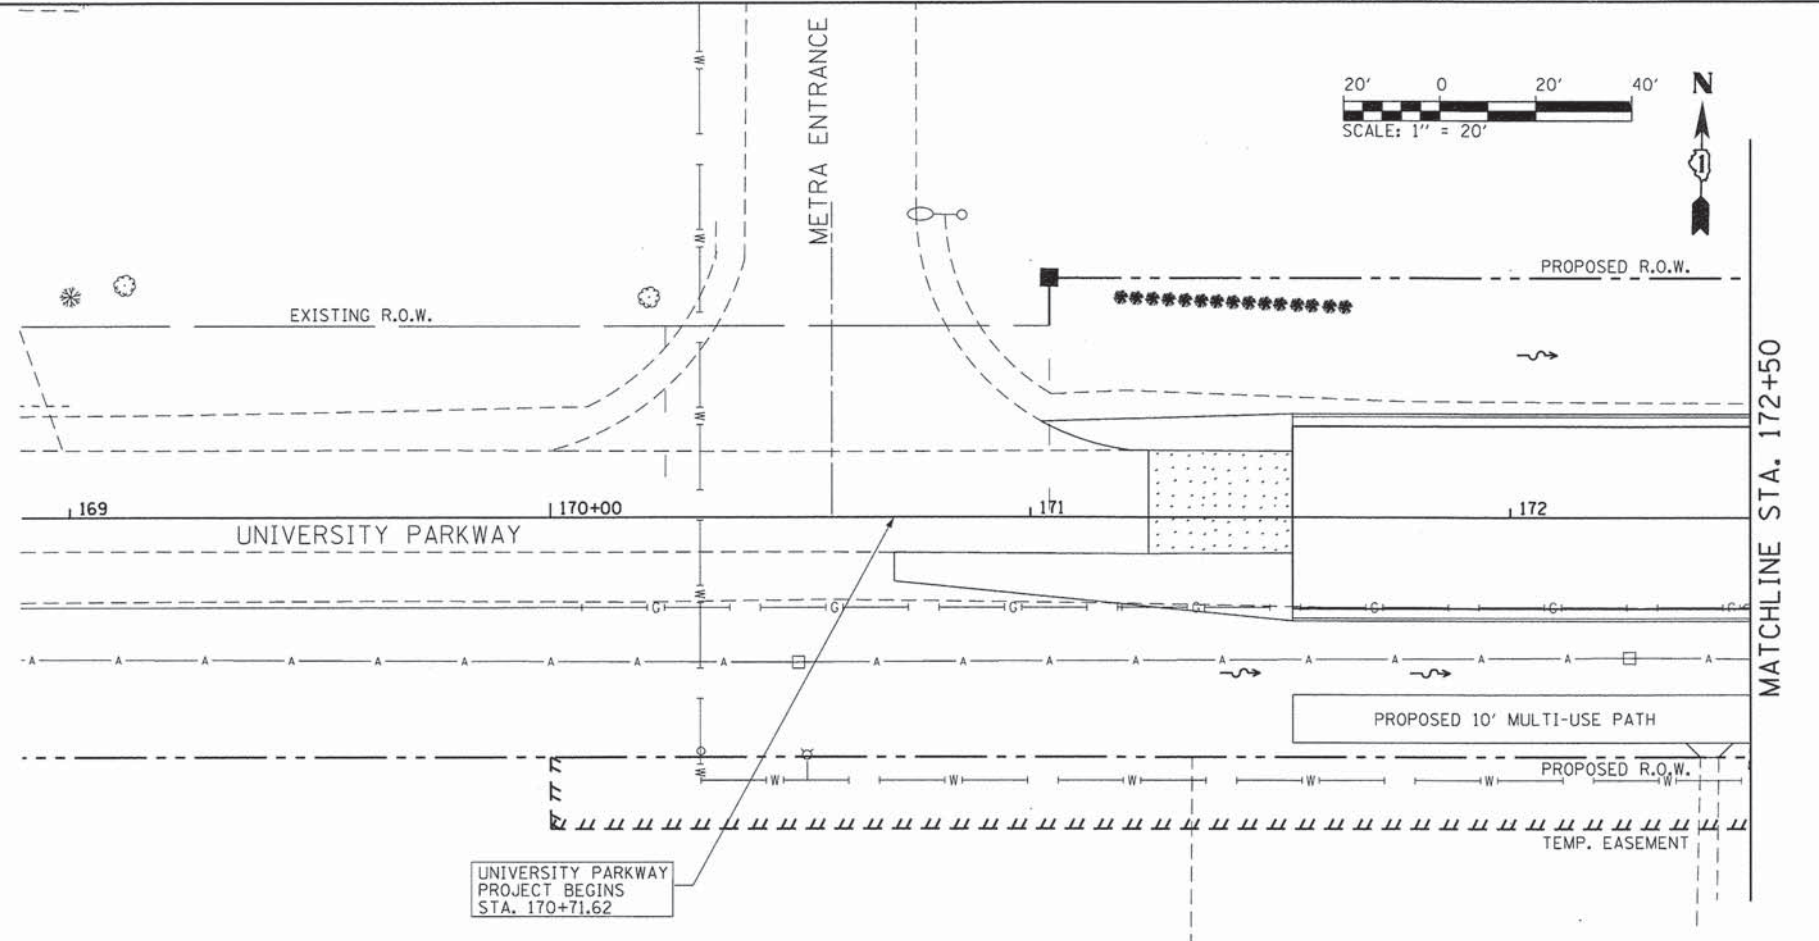 METRA ENTRANCE
20' 0 20' 40'
SCALE: 1" = 20'
N
1
PROPOSED R.O.W.
EXISTING R.O.W.
169 170+00 171 172
UNIVERSITY PARKWAY
MATCHLINE STA. 172+50
W
W
W
W
G G G G G G G
A A A A A A A A A A A A A A A A A A A A
PROPOSED 10' MULTI-USE PATH
W
W W W W W W
PROPOSED R.O.W.
TEMP. EASEMENT
UNIVERSITY PARKWAY
PROJECT BEGINS
STA. 170+71.62